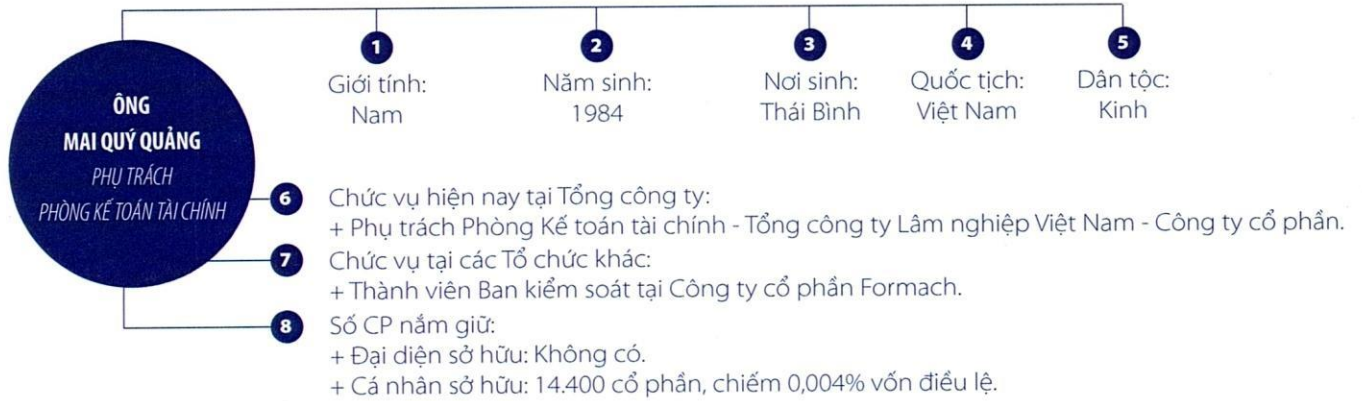 ÔNG
MAI QUÝ QUẢNG
PHỤ TRÁCH
PHÒNG KẾ TOÁN TÀI CHÍNH
1
Giới tính:
Nam
2
Năm sinh:
1984
3
Nơi sinh:
Thái Bình
4
Quốc tịch:
Việt Nam
5
Dân tộc:
Kinh
6 Chức vụ hiện nay tại Tổng công ty:
+ Phụ trách Phòng Kế toán tài chính - Tổng công ty Lâm nghiệp Việt Nam - Công ty cổ phần.
7 Chức vụ tại các Tổ chức khác:
+ Thành viên Ban kiểm soát tại Công ty cổ phần Formach.
8 Số CP nắm giữ:
+ Đại diện sở hữu: Không có.
+ Cá nhân sở hữu: 14.400 cổ phần, chiếm 0,004% vốn điều lệ.